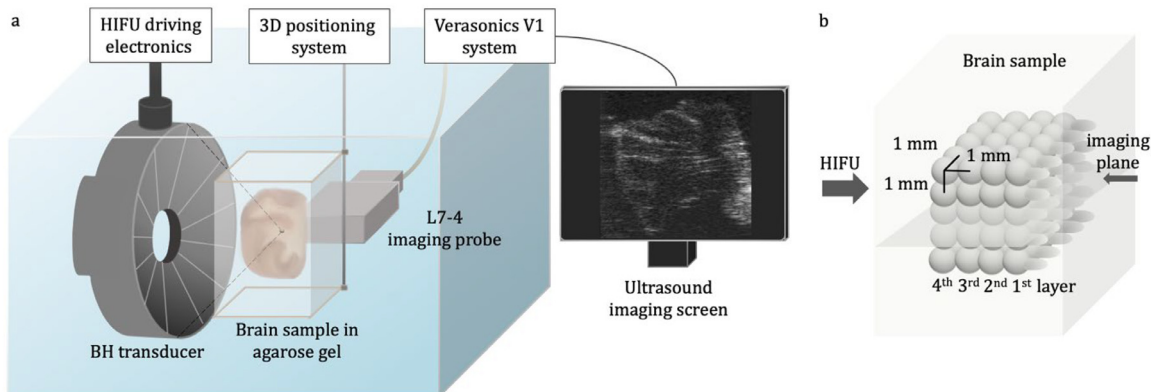 a
HIFU driving
electronics
3D positioning
system
Verasonics V1
system
L7-4
imaging probe
BH transducer
Brain sample in
agarose gel
Ultrasound
imaging screen
b
Brain sample
1 mm
1 mm
1 mm
HIFU
imaging
plane
4th 3rd 2nd 1st layer